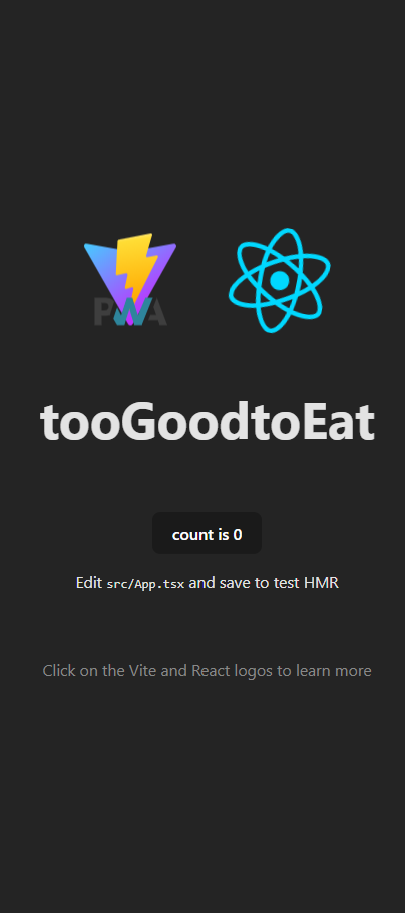 PWA
tooGoodtoEat
count is 0
Edit src/App.tsx and save to test HMR
Click on the Vite and React logos to learn more